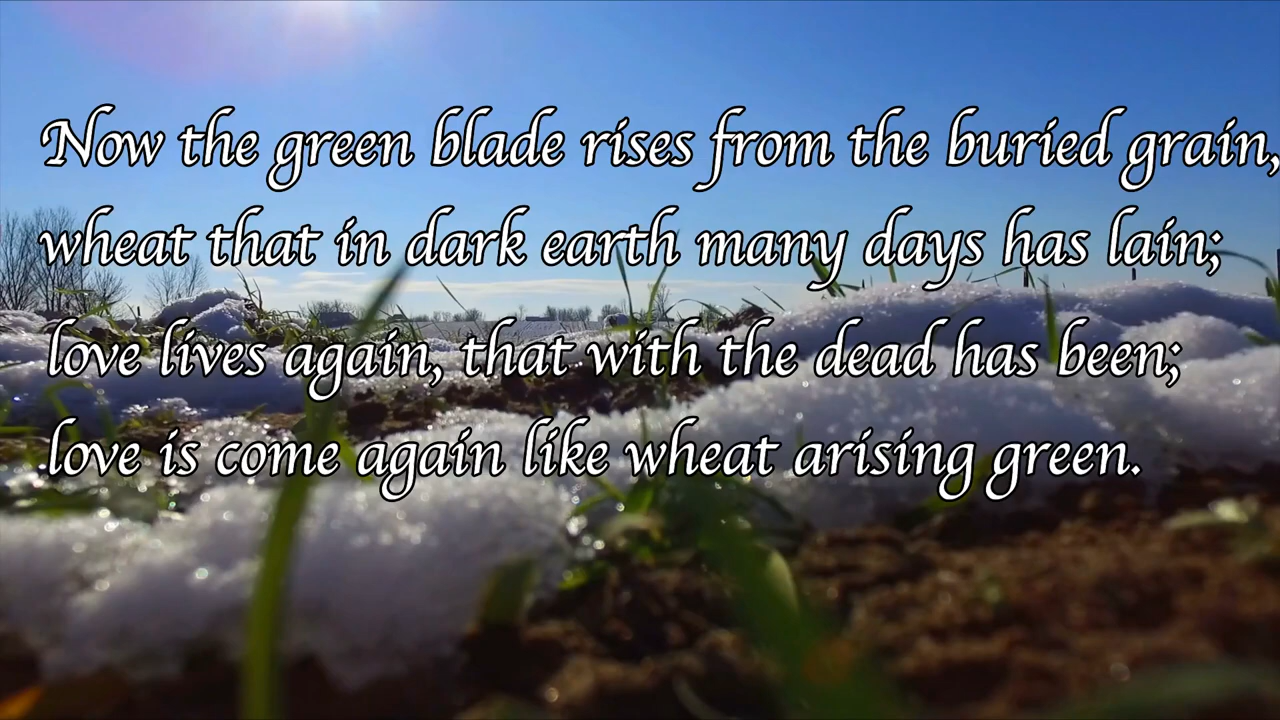 Now the green blade rises from the buried grain,
wheat that in dark earth many days has lain;
love lives again, that with the dead has been;
love is come again like wheat arising green.